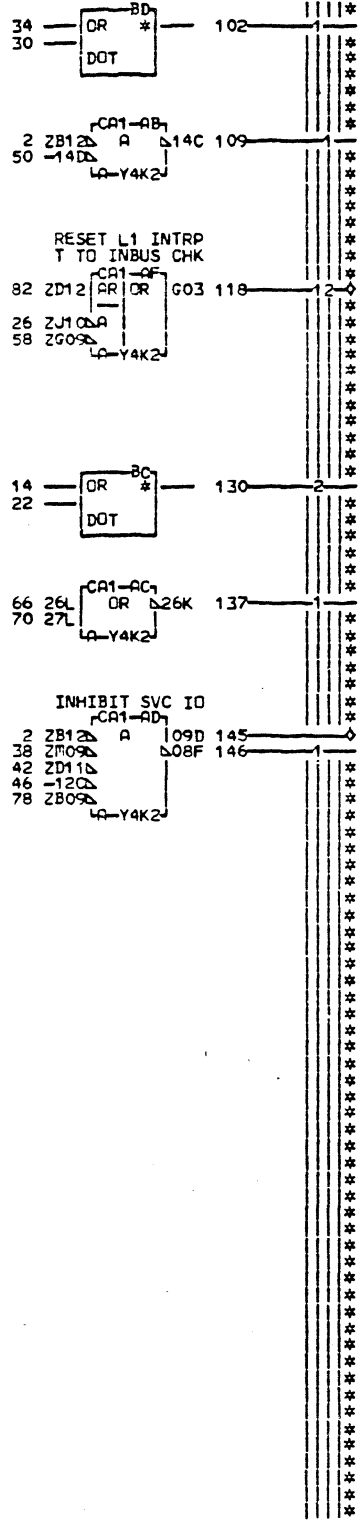 BD
34 OR * 102 1
30
DOT
CA1-AB
2 ZB12 A 14C 109 1
50 -14D
A-Y4K2
RESET L1 INTRP
T TO INBUS CHK
CA1-AF
82 ZD12 AR OR G03 118 12
26 ZJ10 A
58 ZG09
A-Y4K2
BC
14 OR * 130 2
22
DOT
CA1-AC
66 26L OR 26K 137 1
70 27L
A-Y4K2
INHIBIT SVC IO
CA1-AD
2 ZB12 A 09D 145
38 ZM09 08F 146 1
42 ZD11
46 -12C
78 ZB09
A-Y4K2